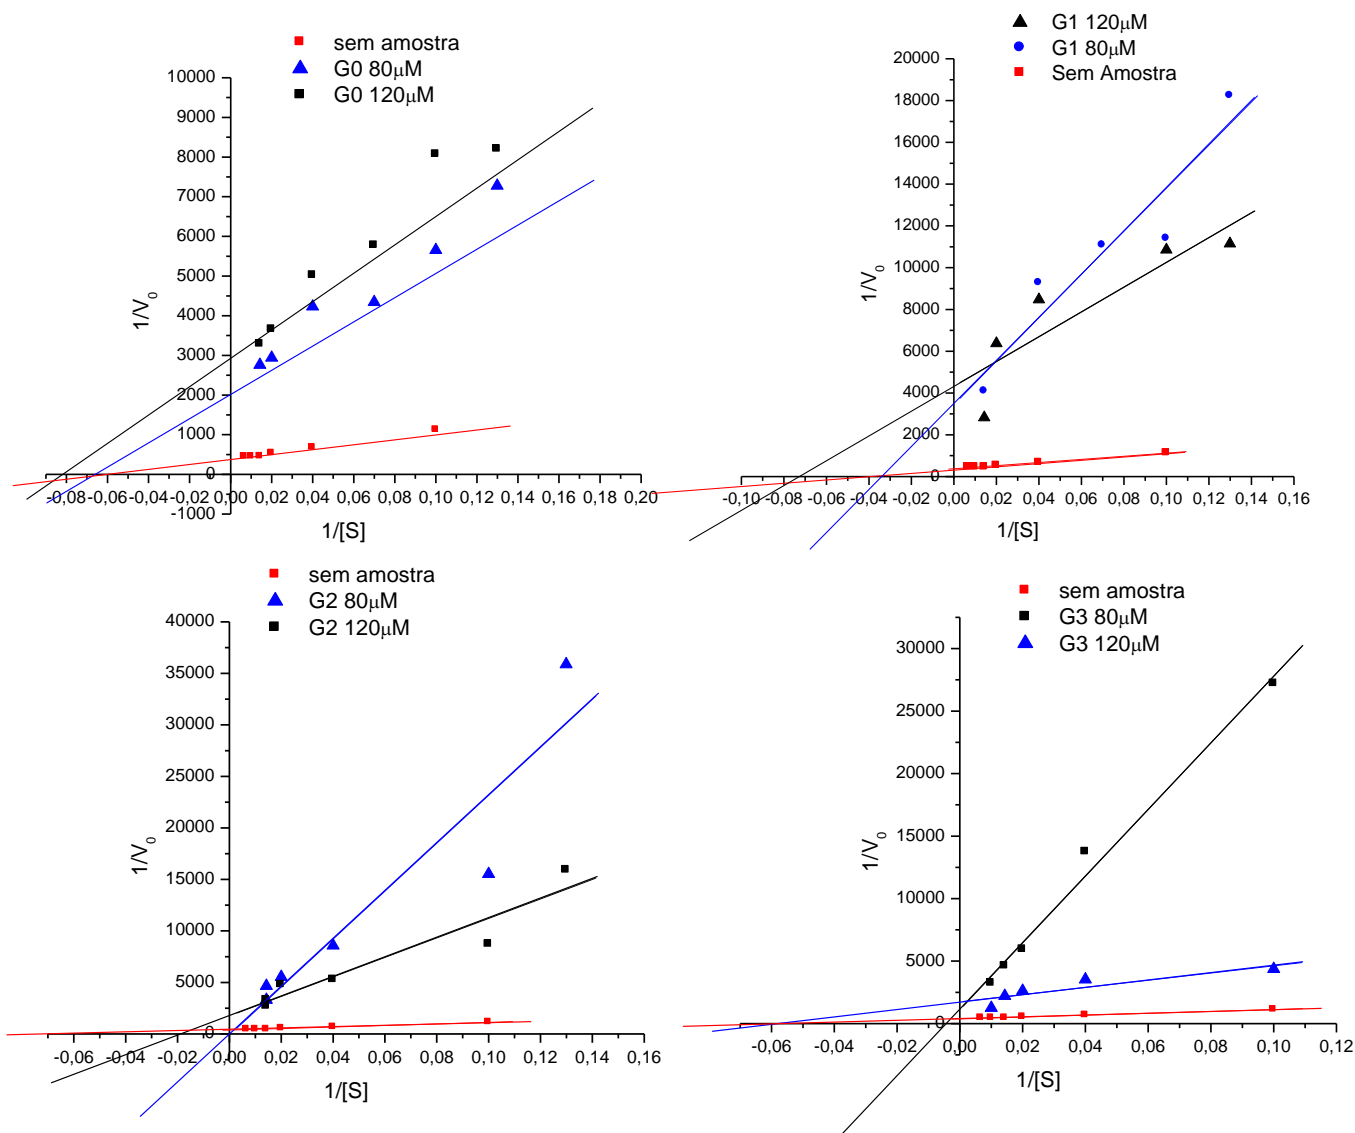 sem amostra
G0 80μM
G0 120μM
10000
9000
8000
7000
6000
5000
4000
3000
2000
1000
0
-1000
1/V0
-0,08 -0,06 -0,04 -0,02 0,00 0,02 0,04 0,06 0,08 0,10 0,12 0,14 0,16 0,18 0,20
1/[S]
G1 120μM
G1 80μM
Sem Amostra
20000
18000
16000
14000
12000
10000
8000
6000
4000
2000
0
1/V0
-0,10 -0,08 -0,06 -0,04 -0,02 0,00 0,02 0,04 0,06 0,08 0,10 0,12 0,14 0,16
1/[S]
sem amostra
G2 80μM
G2 120μM
40000
35000
30000
25000
20000
15000
10000
5000
0
1/V0
-0,06 -0,04 -0,02 0,00 0,02 0,04 0,06 0,08 0,10 0,12 0,14 0,16
1/[S]
sem amostra
G3 80μM
G3 120μM
30000
25000
20000
15000
10000
5000
0
1/V0
-0,06 -0,04 -0,02 0,00 0,02 0,04 0,06 0,08 0,10 0,12
1/[S]